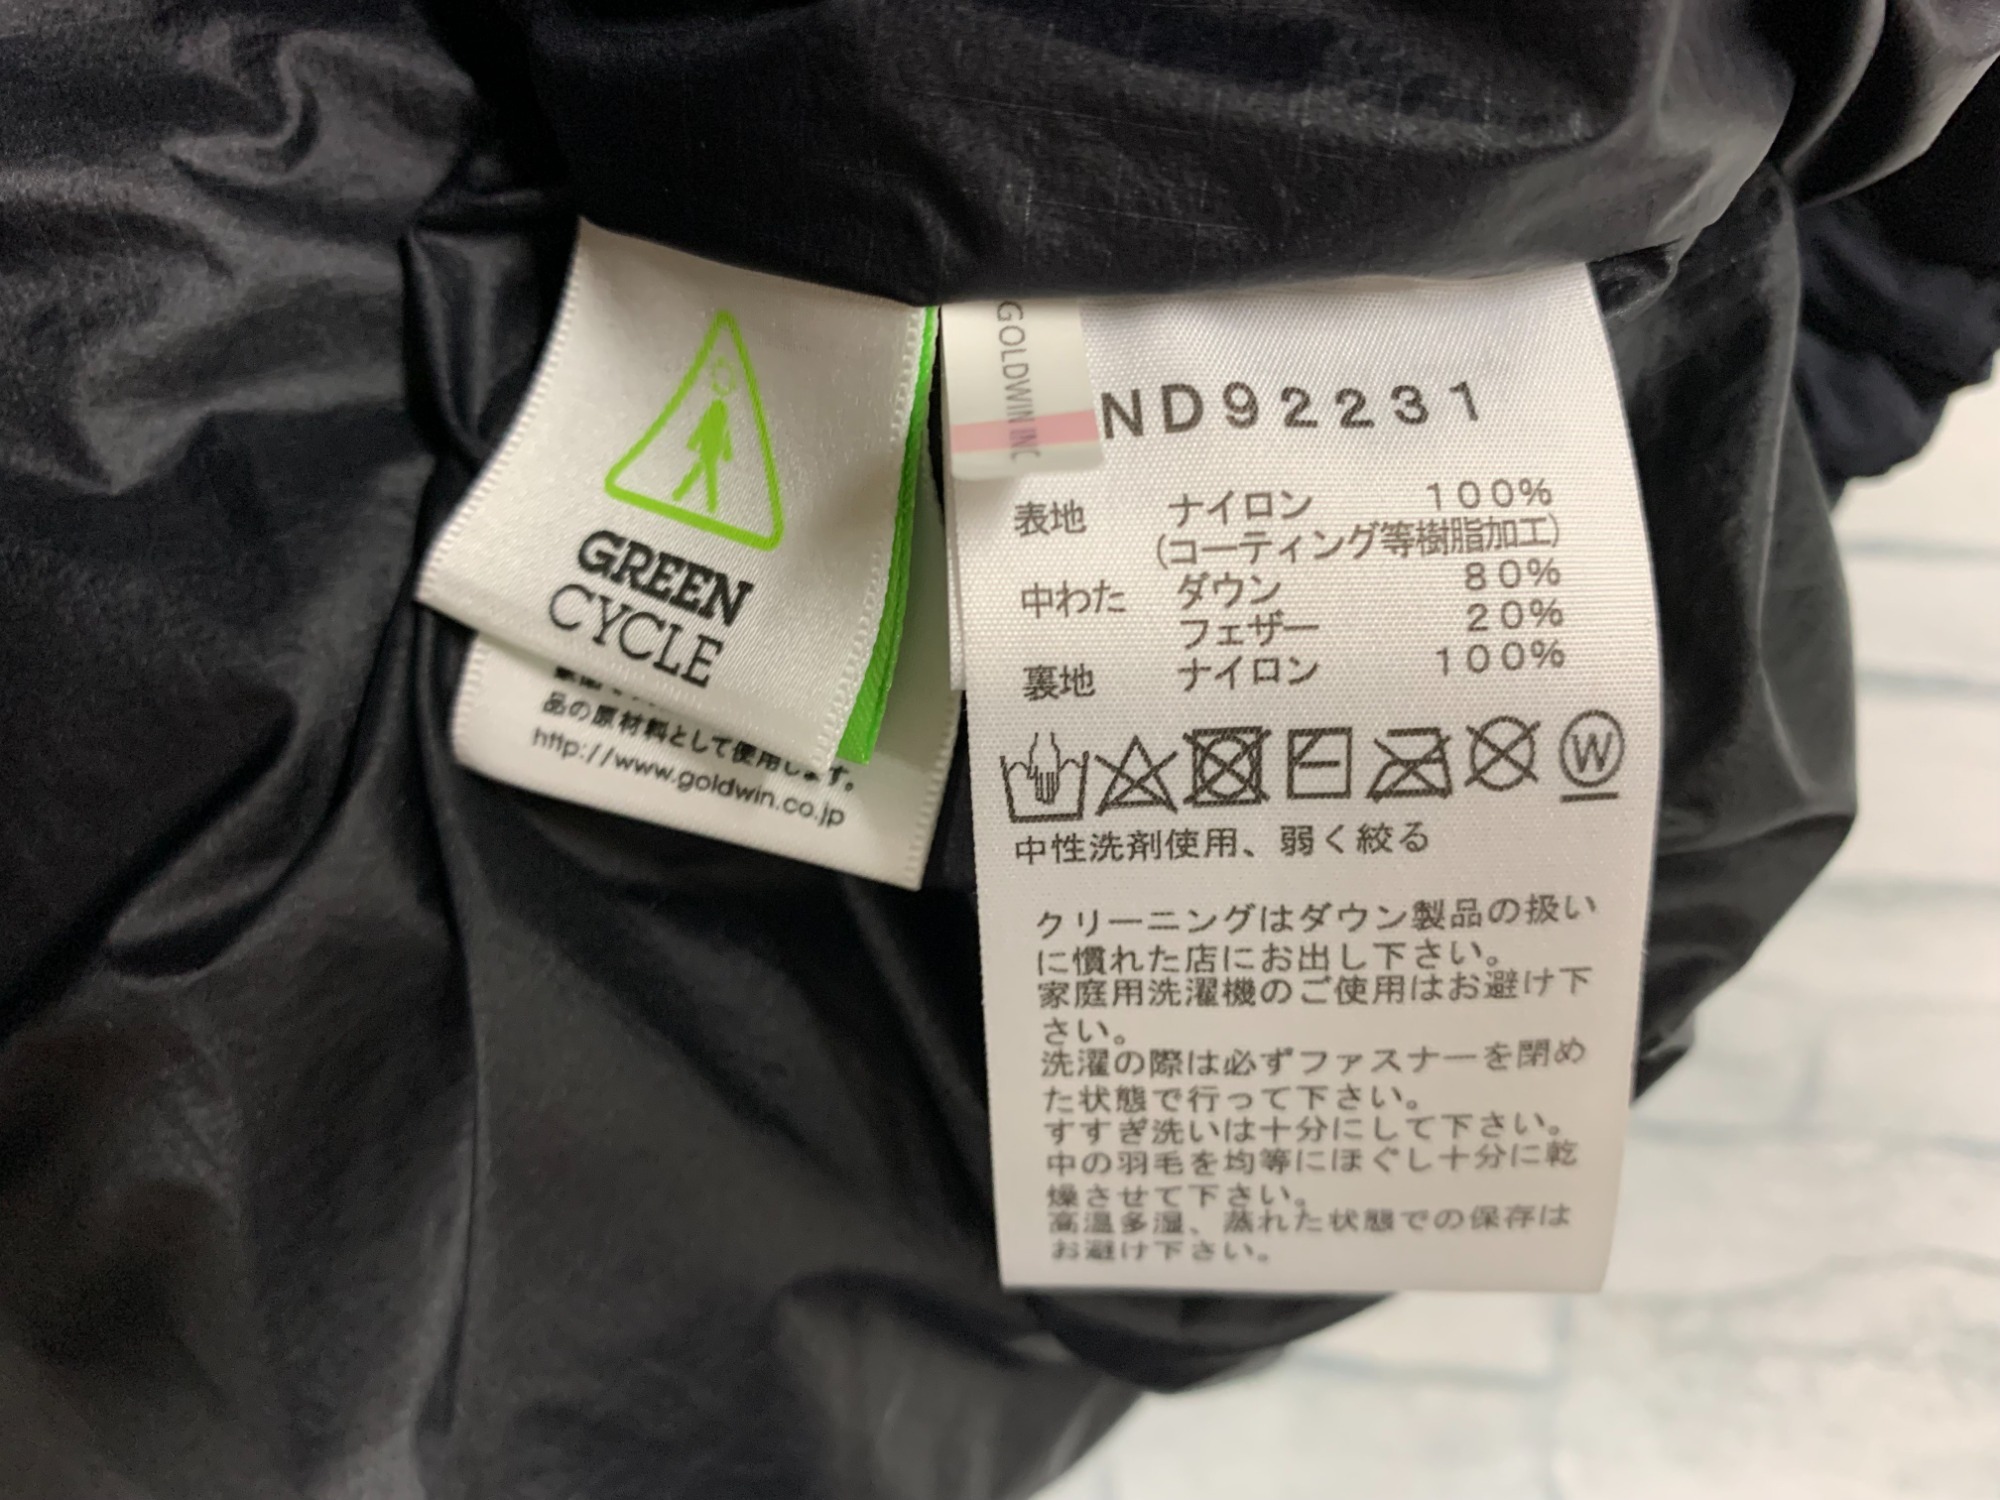 GREEN
CYCLE
品の原材料として使用します。
http://www.goldwin.co.jp
GOLDWIN INC
ND92231
表地 ナイロン 100%
(コーティング等樹脂加工)
中わた ダウン 80%
フェザー 20%
裏地 ナイロン 100%
W
中性洗剤使用、弱く絞る
クリーニングはダウン製品の扱い
に慣れた店にお出し下さい。
家庭用洗濯機のご使用はお避け下
さい。
洗濯の際は必ずファスナーを閉め
た状態で行って下さい。
すすぎ洗いは十分にして下さい。
中の羽毛を均等にほぐし十分に乾
燥させて下さい。
高温多湿、蒸れた状態での保存は
お避け下さい。